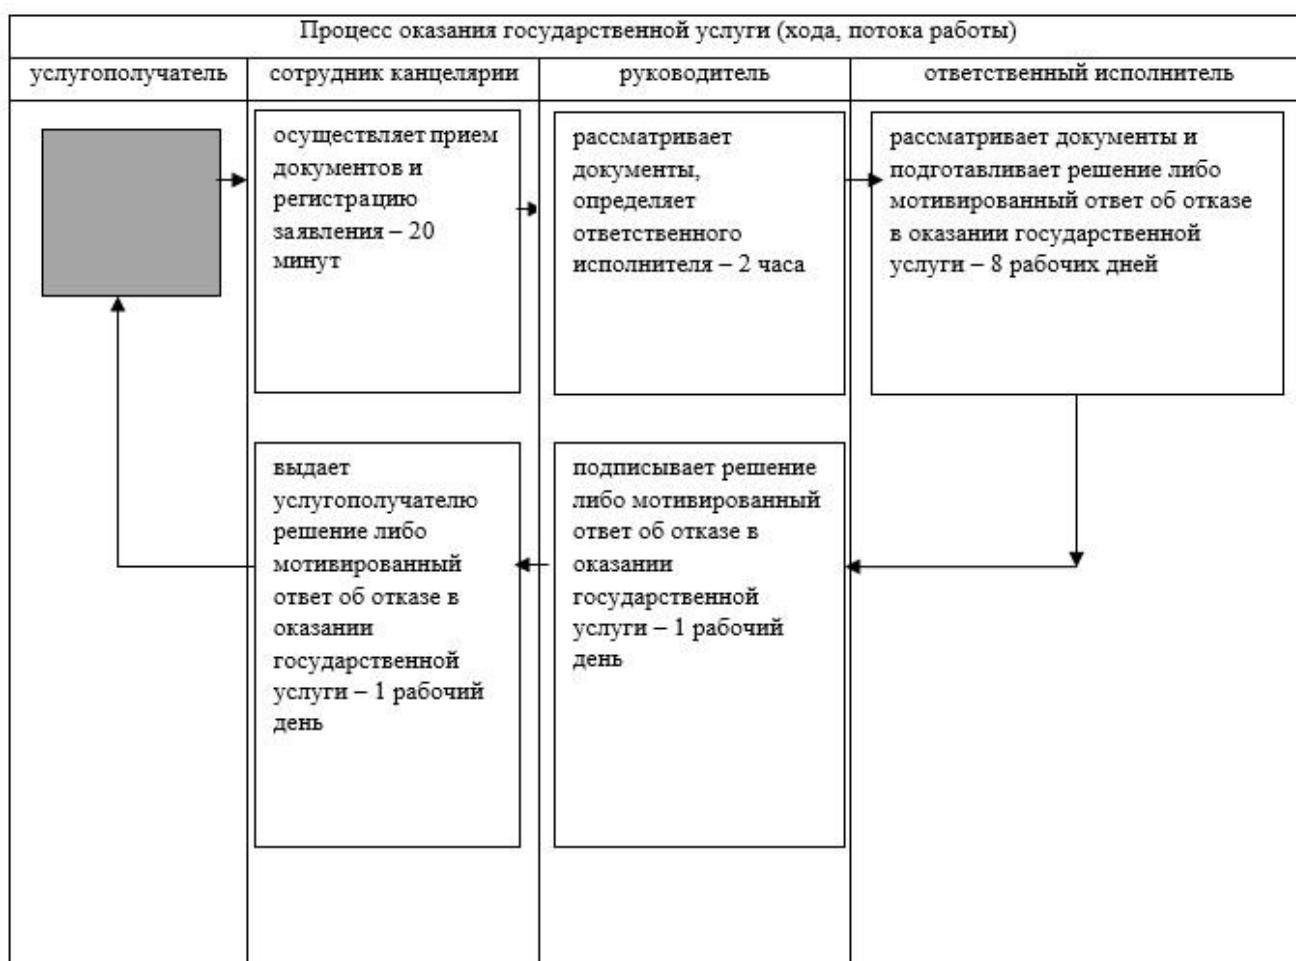 Процесс оказания государственной услуги (хода, потока работы)
услугополучатель
сотрудник канцелярии
руководитель
ответственный исполнитель
осуществляет прием
документов и
регистрацию
заявления – 20
минут
рассматривает
документы,
определяет
ответственного
исполнителя – 2 часа
рассматривает документы и
подготавливает решение либо
мотивированный ответ об отказе
в оказании государственной
услуги – 8 рабочих дней
выдает
услугополучателю
решение либо
мотивированный
ответ об отказе в
оказании
государственной
услуги – 1 рабочий
день
подписывает решение
либо мотивированный
ответ об отказе в
оказании
государственной
услуги – 1 рабочий
день